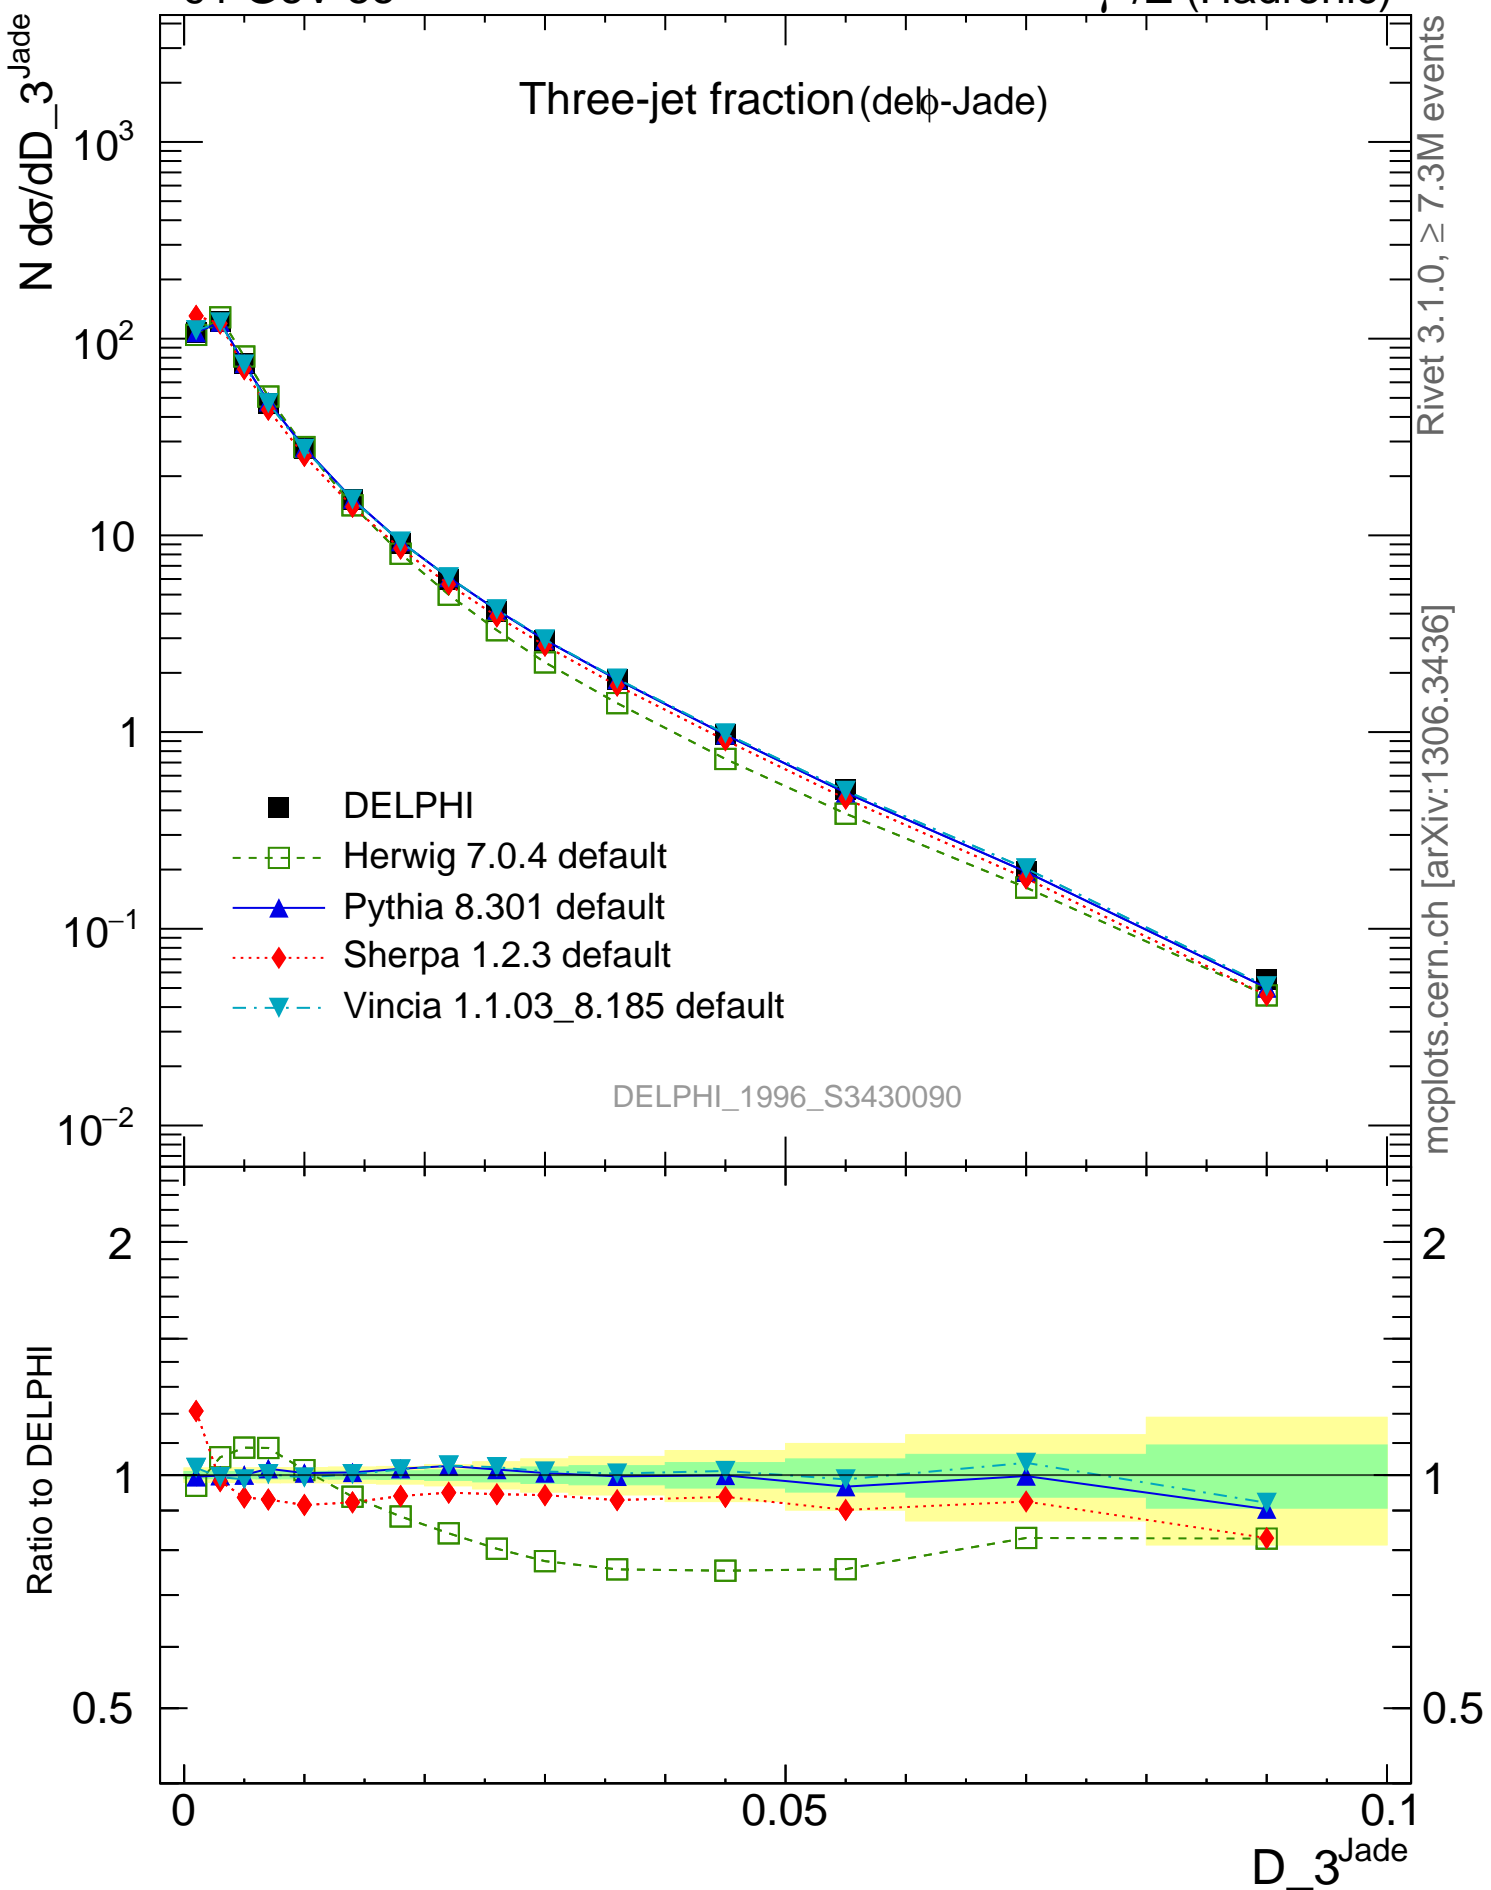 Three-jet fraction (delϕ-Jade)
N dσ/dD_3^Jade
10^3
10^2
10
1
10^−1
10^−2
DELPHI
Herwig 7.0.4 default
Pythia 8.301 default
Sherpa 1.2.3 default
Vincia 1.1.03_8.185 default
DELPHI_1996_S3430090
Rivet 3.1.0, ≥ 7.3M events
mcplots.cern.ch [arXiv:1306.3436]
Ratio to DELPHI
2
1
0.5
2
1
0.5
0
0.05
0.1
D_3^Jade